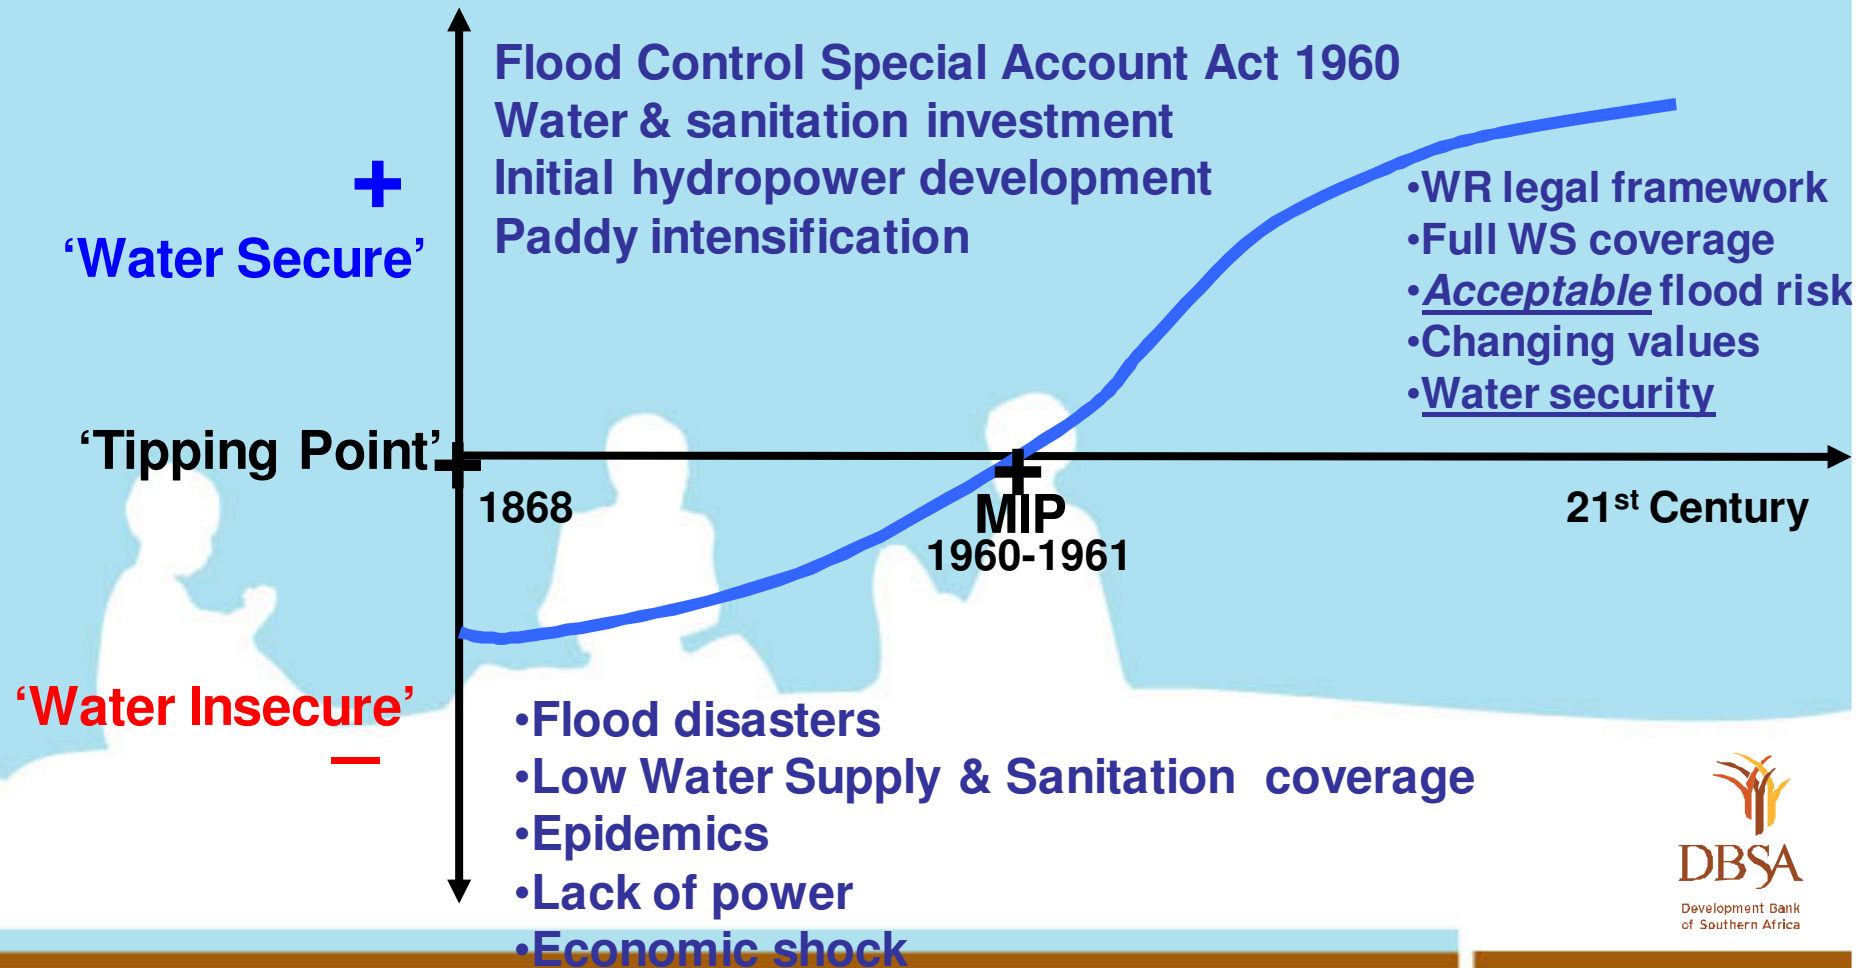 Flood Control Special Account Act 1960
Water & sanitation investment
Initial hydropower development
Paddy intensification
+
‘Water Secure’
•WR legal framework
•Full WS coverage
•Acceptable flood risk
•Changing values
•Water security
‘Tipping Point’
1868
MIP
1960-1961
21st Century
‘Water Insecure’
–
•Flood disasters
•Low Water Supply & Sanitation coverage
•Epidemics
•Lack of power
•Economic shock
DBSA
Development Bank
of Southern Africa